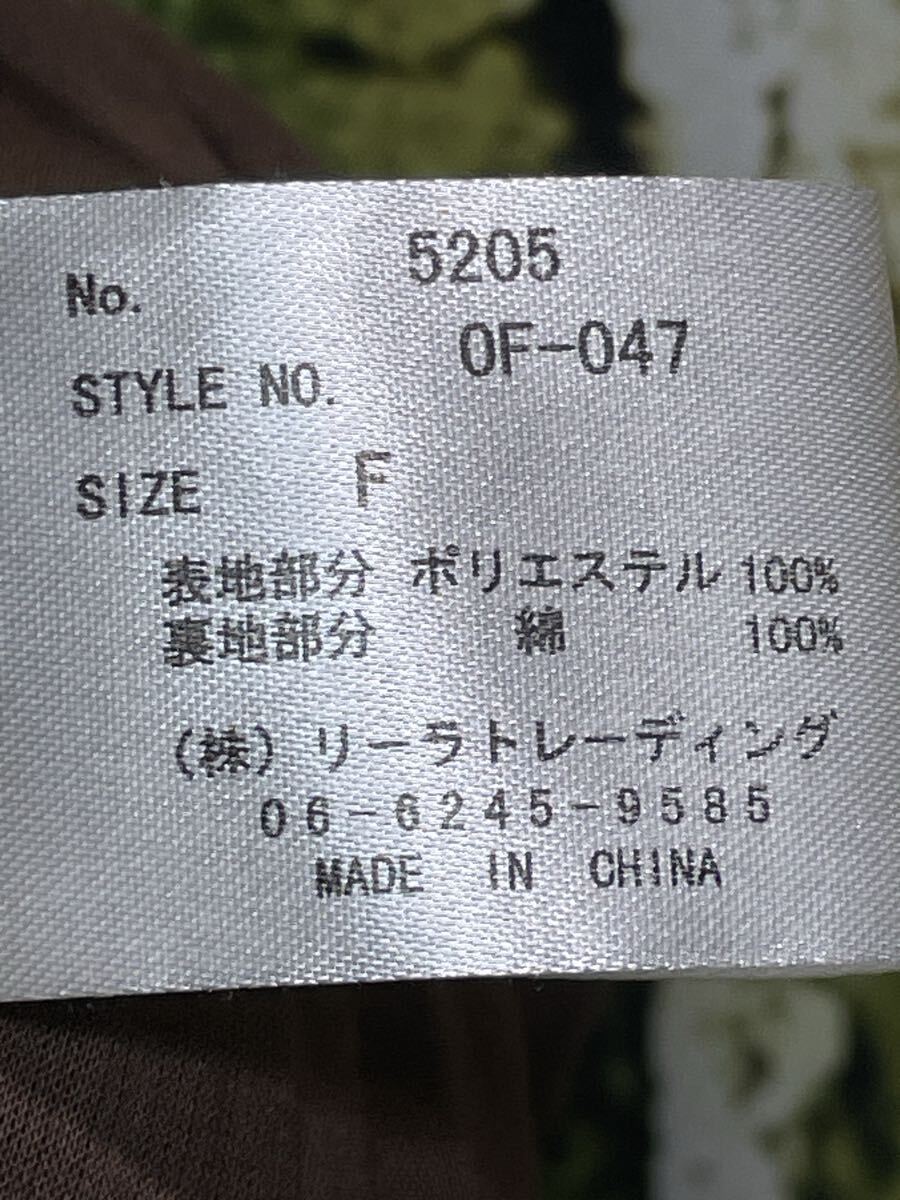 No. 5205
STYLE NO. OF-047
SIZE F
表地部分 ポリエステル 100%
裏地部分 綿 100%
(株) リーラトレーディング
06-6245-9585
MADE IN CHINA